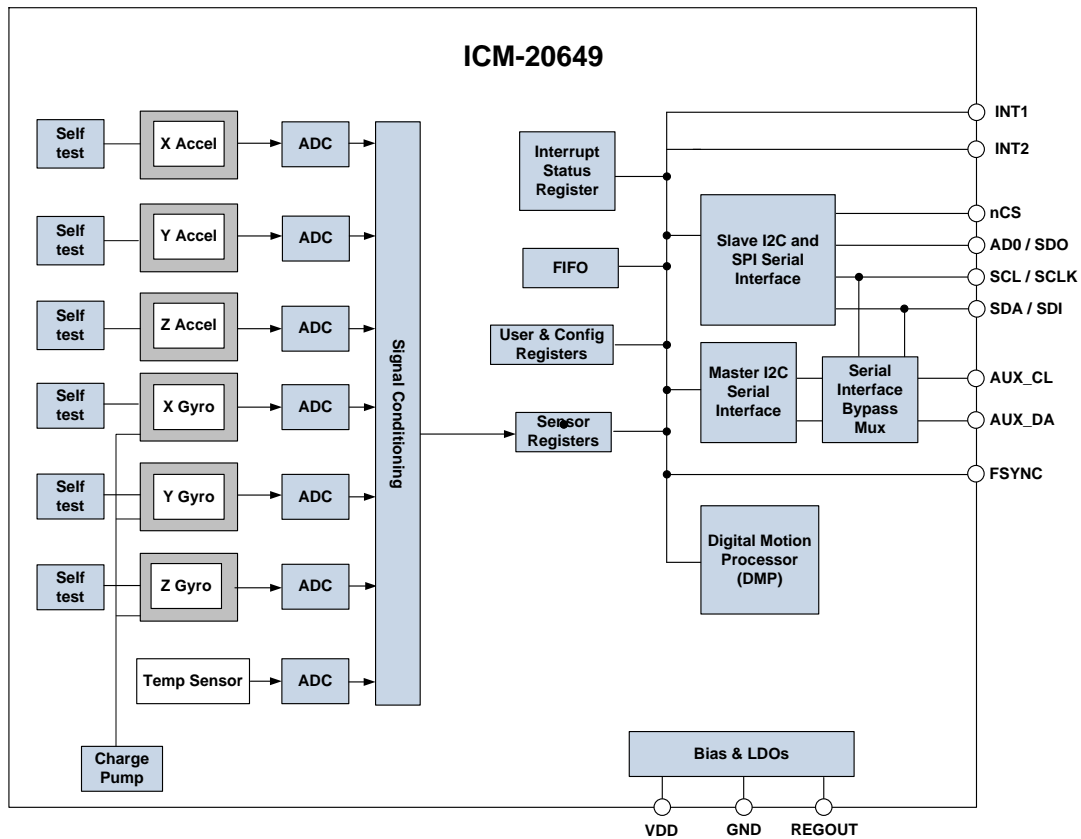 ICM-20649
Self
test
X Accel
ADC
Self
test
Y Accel
ADC
Self
test
Z Accel
ADC
Self
test
X Gyro
ADC
Self
test
Y Gyro
ADC
Self
test
Z Gyro
ADC
Temp Sensor
ADC
Charge
Pump
Signal Conditioning
Interrupt
Status
Register
FIFO
User & Config
Registers
Sensor
Registers
Slave I2C and
SPI Serial
Interface
Master I2C
Serial
Interface
Serial
Interface
Bypass
Mux
Digital Motion
Processor
(DMP)
Bias & LDOs
INT1
INT2
nCS
AD0 / SDO
SCL / SCLK
SDA / SDI
AUX_CL
AUX_DA
FSYNC
VDD
GND
REGOUT